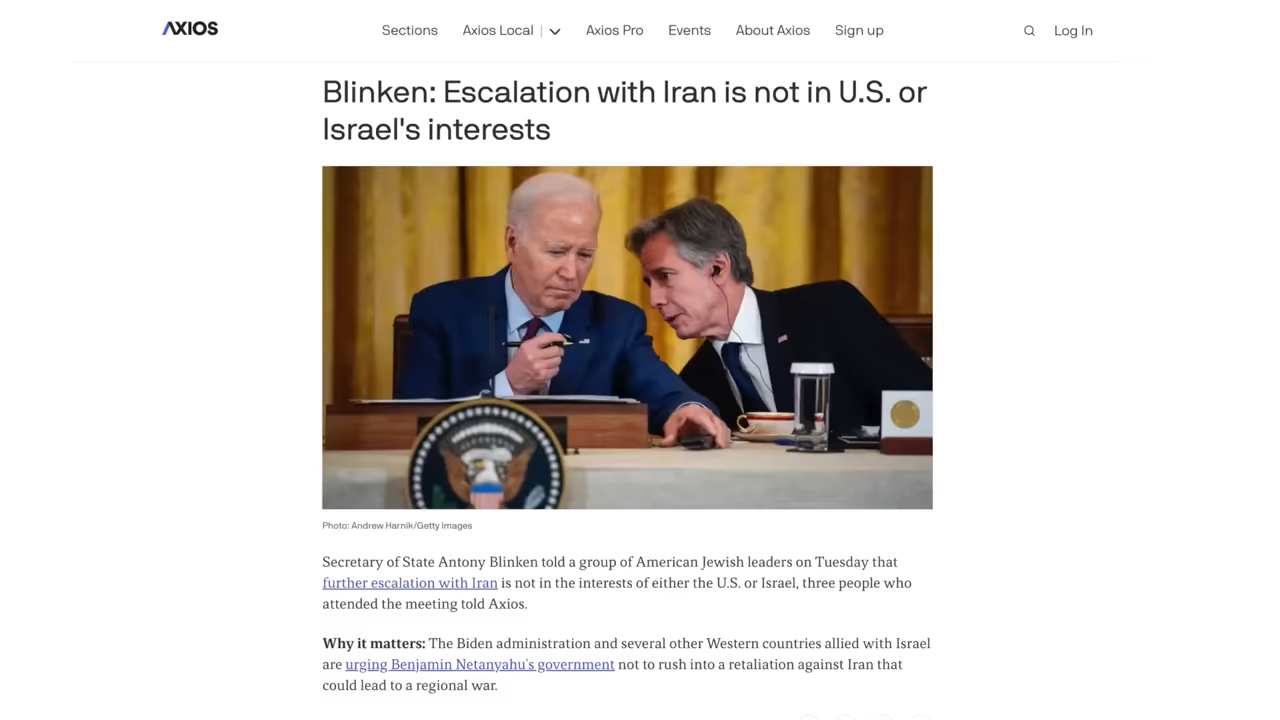 AXIOS
Sections
Axios Local
Axios Pro
Events
About Axios
Sign up
Log In
Blinken: Escalation with Iran is not in U.S. or
Israel's interests
Photo: Andrew Harnik/Getty Images
Secretary of State Antony Blinken told a group of American Jewish leaders on Tuesday that
further escalation with Iran is not in the interests of either the U.S. or Israel, three people who
attended the meeting told Axios.
Why it matters: The Biden administration and several other Western countries allied with Israel
are urging Benjamin Netanyahu's government not to rush into a retaliation against Iran that
could lead to a regional war.